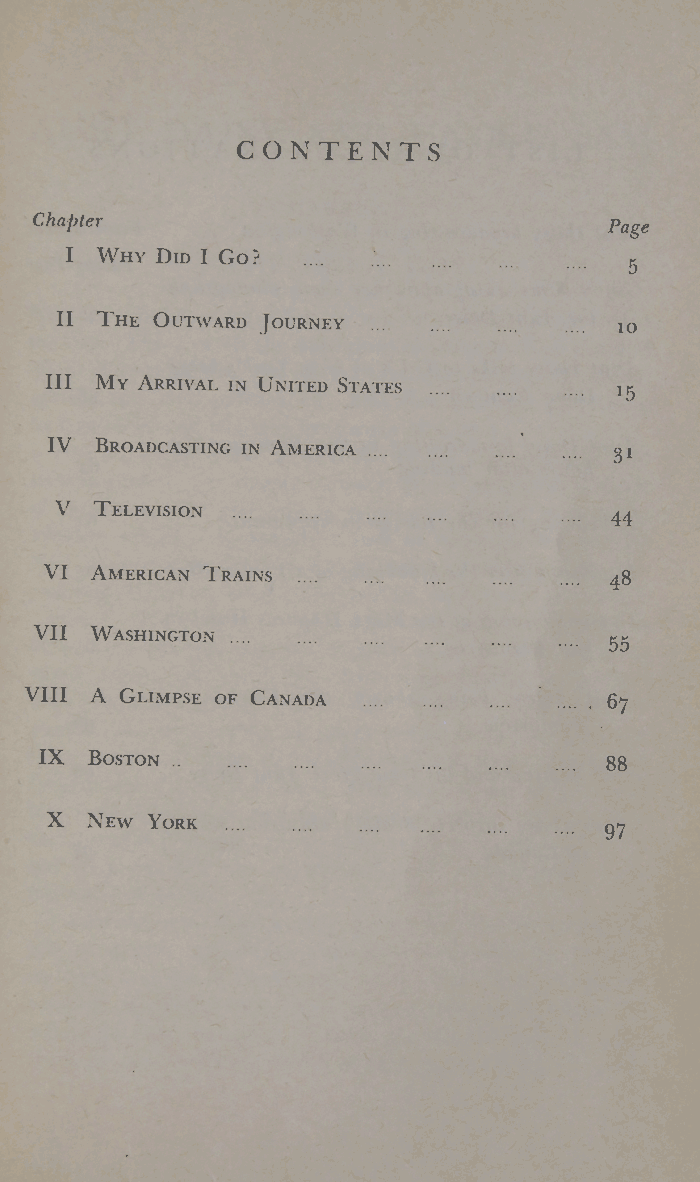 CONTENTS
Chapter Page
I WHY DID I GO? .... .... .... .... .... 5
II THE OUTWARD JOURNEY .... .... .... .... 10
III MY ARRIVAL IN UNITED STATES .... .... .... 15
IV BROADCASTING IN AMERICA .... .... .... .... 31
V TELEVISION .... .... .... .... .... .... 44
VI AMERICAN TRAINS .... .... .... .... .... 48
VII WASHINGTON .... .... .... .... .... .... 55
VIII A GLIMPSE OF CANADA .... .... .... .... 67
IX BOSTON .. .... .... .... .... .... .... 88
X NEW YORK .... .... .... .... .... .... 97